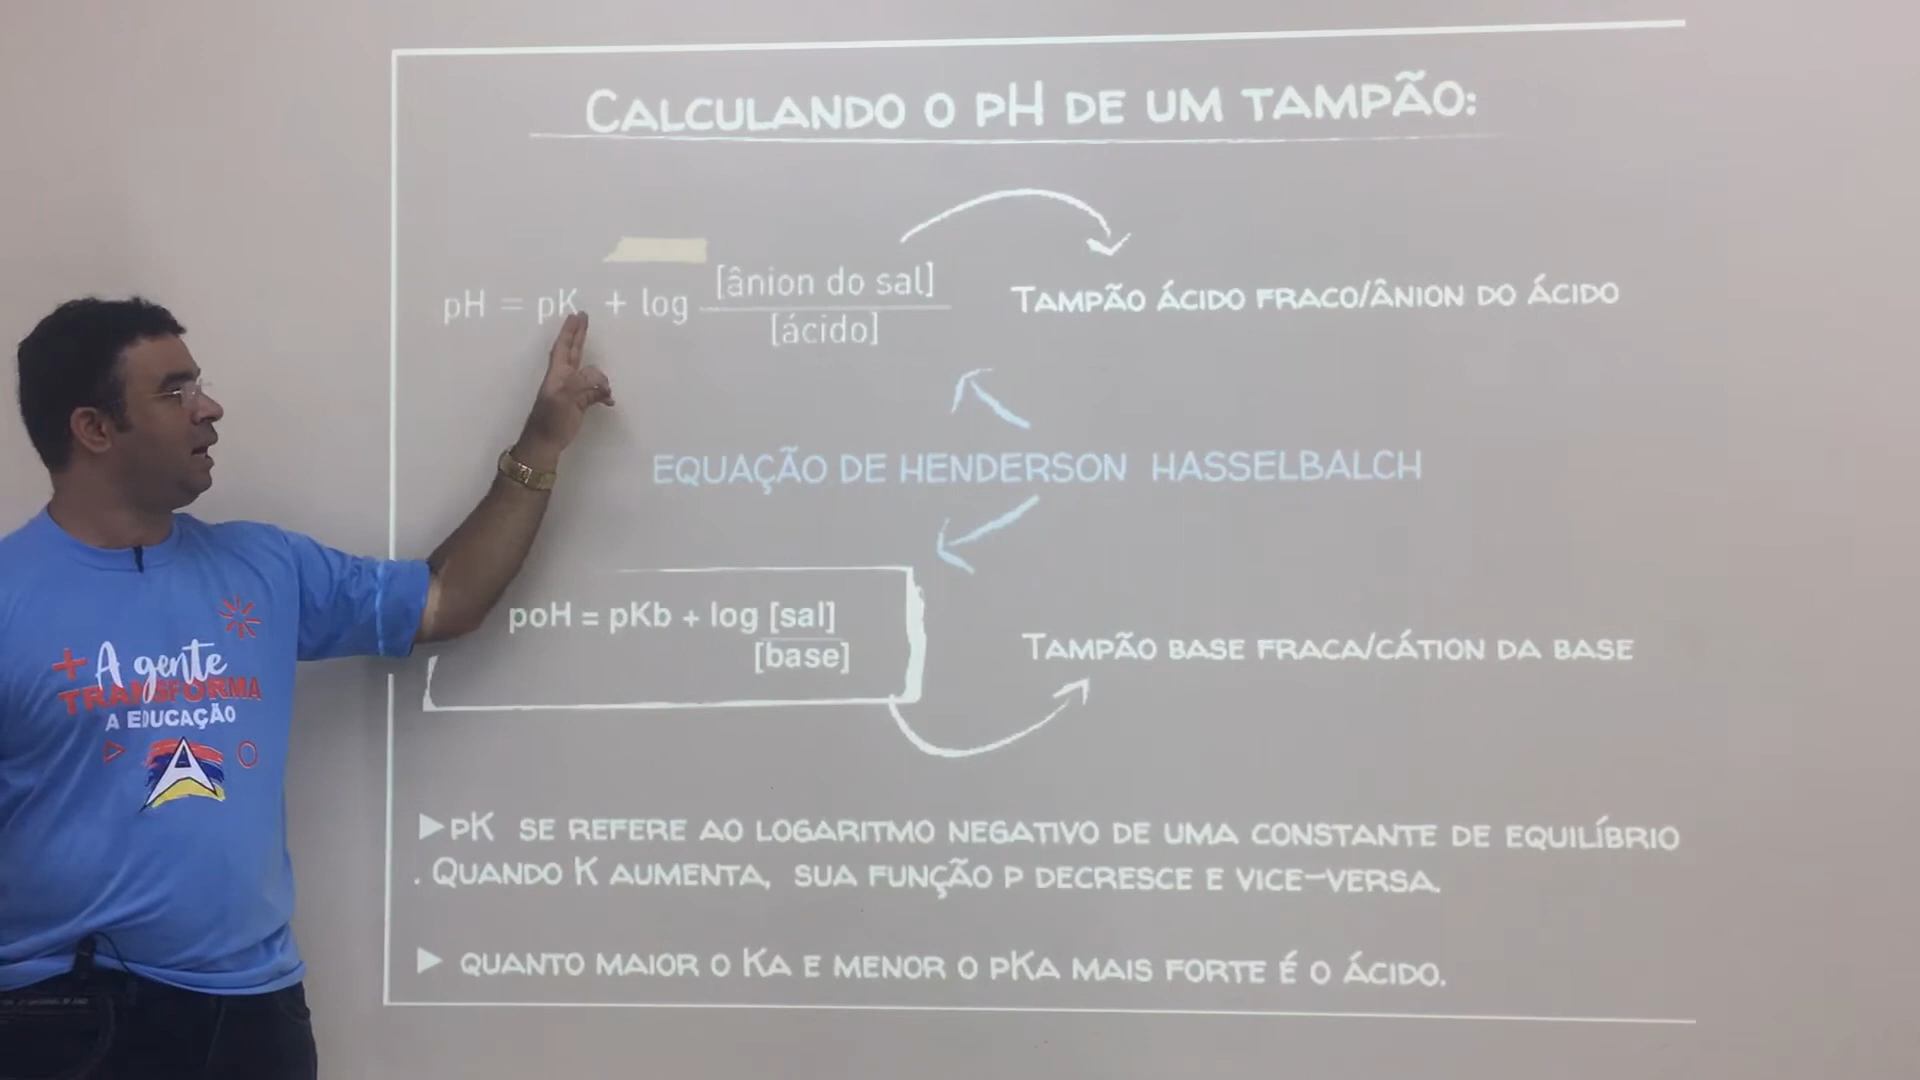 CALCULANDO O pH DE UM TAMPÃO:
pH = pK + log [ânion do sal]
[ácido]
TAMPÃO ÁCIDO FRACO/ÂNION DO ÁCIDO
EQUAÇÃO DE HENDERSON HASSELBALCH
poH = pKb + log [sal]
[base]
TAMPÃO BASE FRACA/CÁTION DA BASE
►pK SE REFERE AO LOGARITMO NEGATIVO DE UMA CONSTANTE DE EQUILÍBRIO
. QUANDO K AUMENTA, SUA FUNÇÃO P DECRESCE E VICE-VERSA.
► QUANTO MAIOR O KA E MENOR O PKA MAIS FORTE É O ÁCIDO.
+ A gente
TRANSFORMA
A EDUCAÇÃO